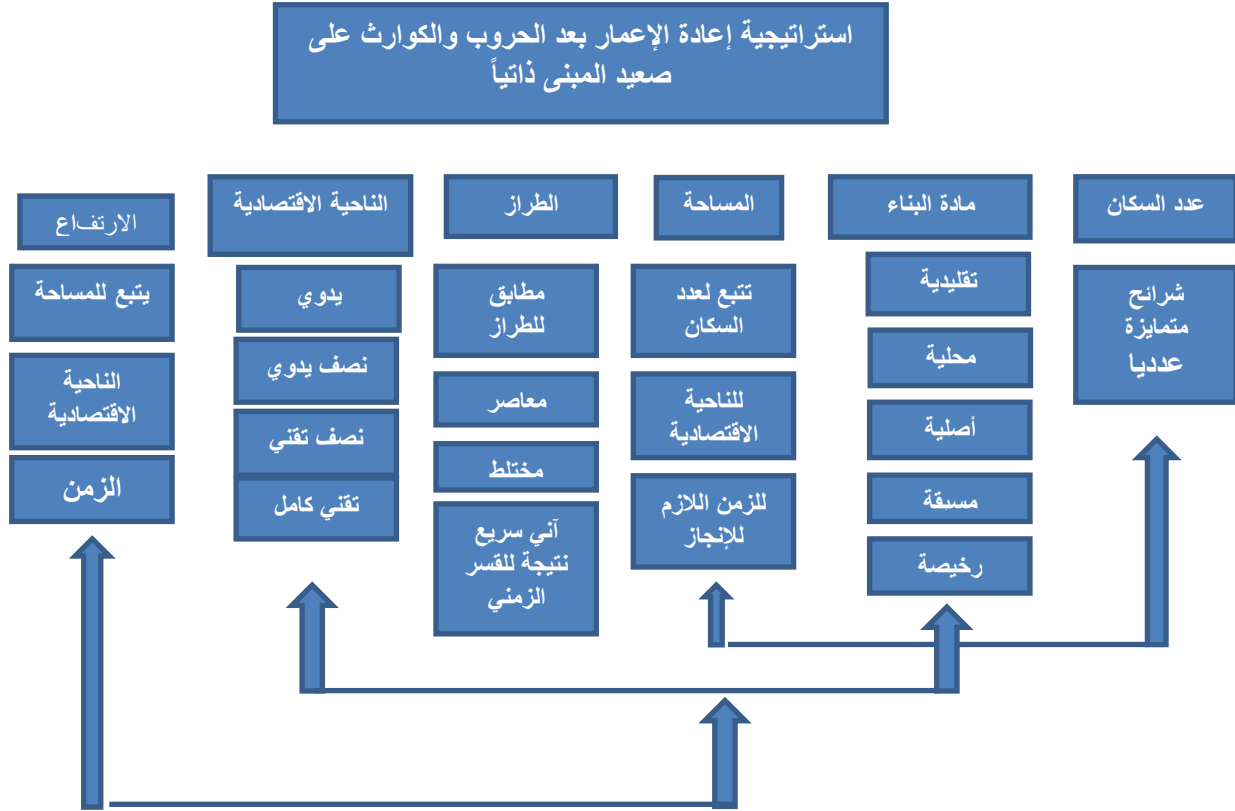 استراتيجية إعادة الإعمار بعد الحروب والكوارث على
صعيد المبنى ذاتياً
عدد السكان
شرائح
متمايزة
عدديا
مادة البناء
تقليدية
محلية
أصلية
مسبقة
رخيصة
المساحة
تتبع لعدد
السكان
للناحية
الاقتصادية
للزمن اللازم
للإنجاز
الطراز
مطابق
للطراز
معاصر
مختلط
آني سريع
نتيجة للقسر
الزمني
الناحية الاقتصادية
يدوي
نصف يدوي
نصف تقني
تقني كامل
الارتفاع
يتبع للمساحة
الناحية
الاقتصادية
الزمن